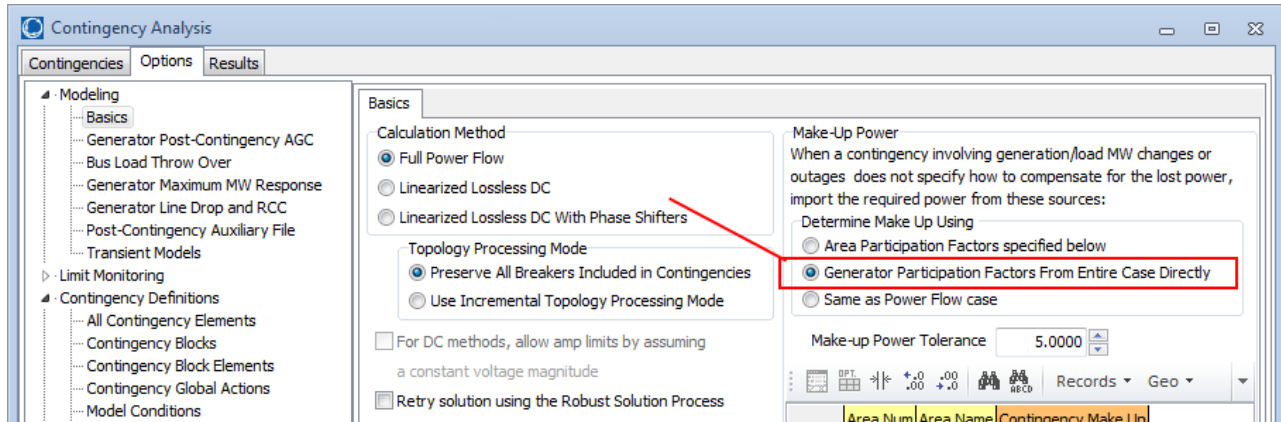 Contingency Analysis
Contingencies Options Results
Modeling
Basics
Generator Post-Contingency AGC
Bus Load Throw Over
Generator Maximum MW Response
Generator Line Drop and RCC
Post-Contingency Auxiliary File
Transient Models
Limit Monitoring
Contingency Definitions
All Contingency Elements
Contingency Blocks
Contingency Block Elements
Contingency Global Actions
Model Conditions
Basics
Calculation Method
Full Power Flow
Linearized Lossless DC
Linearized Lossless DC With Phase Shifters
Topology Processing Mode
Preserve All Breakers Included in Contingencies
Use Incremental Topology Processing Mode
For DC methods, allow amp limits by assuming
a constant voltage magnitude
Retry solution using the Robust Solution Process
Make-Up Power
When a contingency involving generation/load MW changes or
outages does not specify how to compensate for the lost power,
import the required power from these sources:
Determine Make Up Using
Area Participation Factors specified below
Generator Participation Factors From Entire Case Directly
Same as Power Flow case
Make-up Power Tolerance 5.0000
OPT. .00 .0 .00 .0 ABCD Records Geo
Area Num Area Name Contingency Make Up